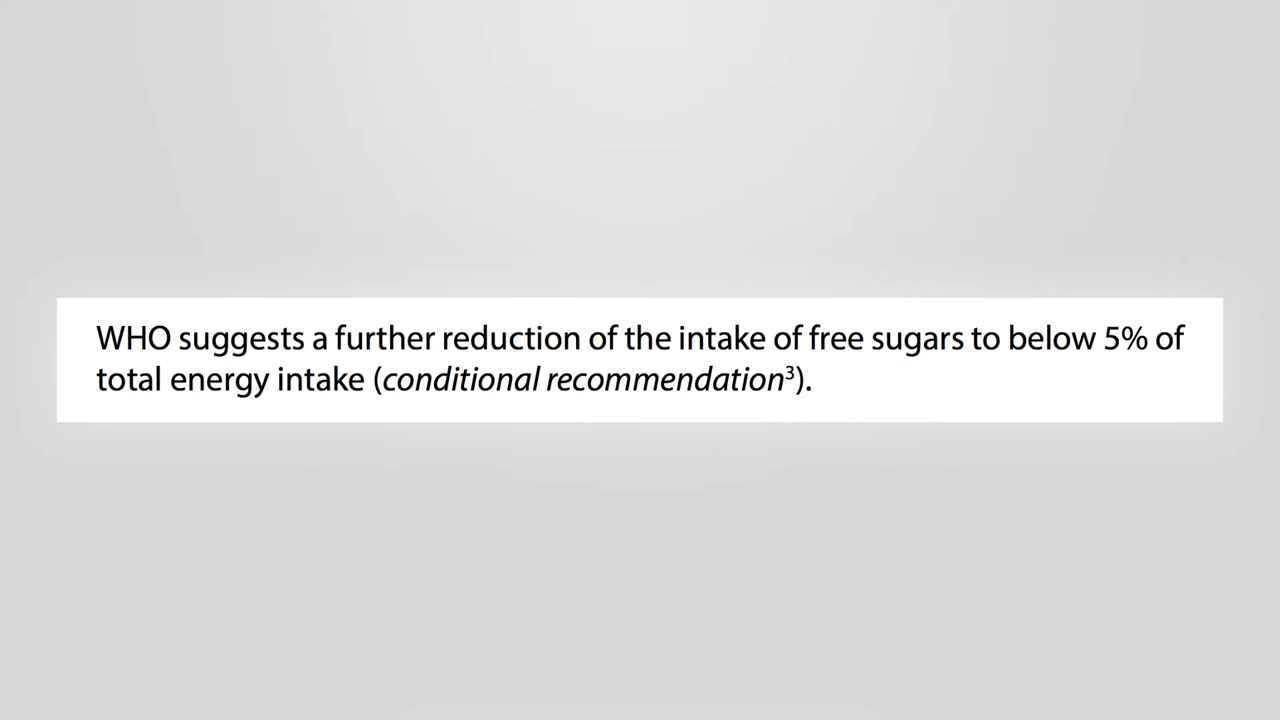 WHO suggests a further reduction of the intake of free sugars to below 5% of
total energy intake (conditional recommendation³).